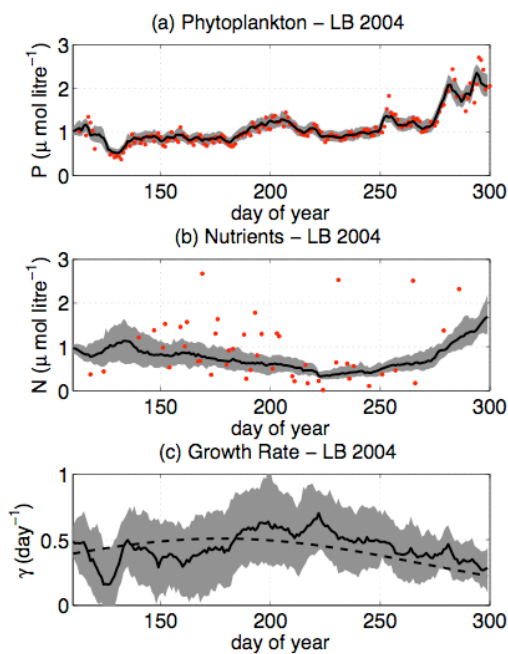 (a) Phytoplankton – LB 2004
3
2
1
0
P (μ mol litre⁻¹)
150 200 250 300
day of year
(b) Nutrients – LB 2004
3
2
1
0
N (μ mol litre⁻¹)
150 200 250 300
day of year
(c) Growth Rate – LB 2004
1
0.5
0
γ (day⁻¹)
150 200 250 300
day of year